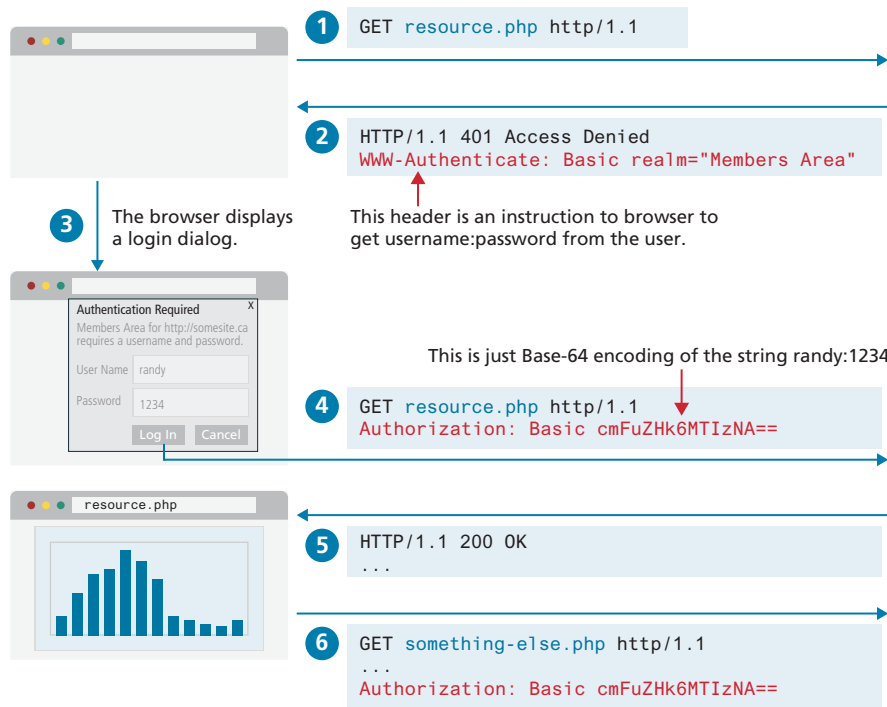 1 GET resource.php http/1.1
2 HTTP/1.1 401 Access Denied
WWW-Authenticate: Basic realm="Members Area"
This header is an instruction to browser to
get username:password from the user.
3 The browser displays
a login dialog.
Authentication Required X
Members Area for http://somesite.ca
requires a username and password.
User Name randy
Password 1234
Log In Cancel
This is just Base-64 encoding of the string randy:1234
4 GET resource.php http/1.1
Authorization: Basic cmFuZHk6MTIzNA==
resource.php
5 HTTP/1.1 200 OK
...
6 GET something-else.php http/1.1
...
Authorization: Basic cmFuZHk6MTIzNA==